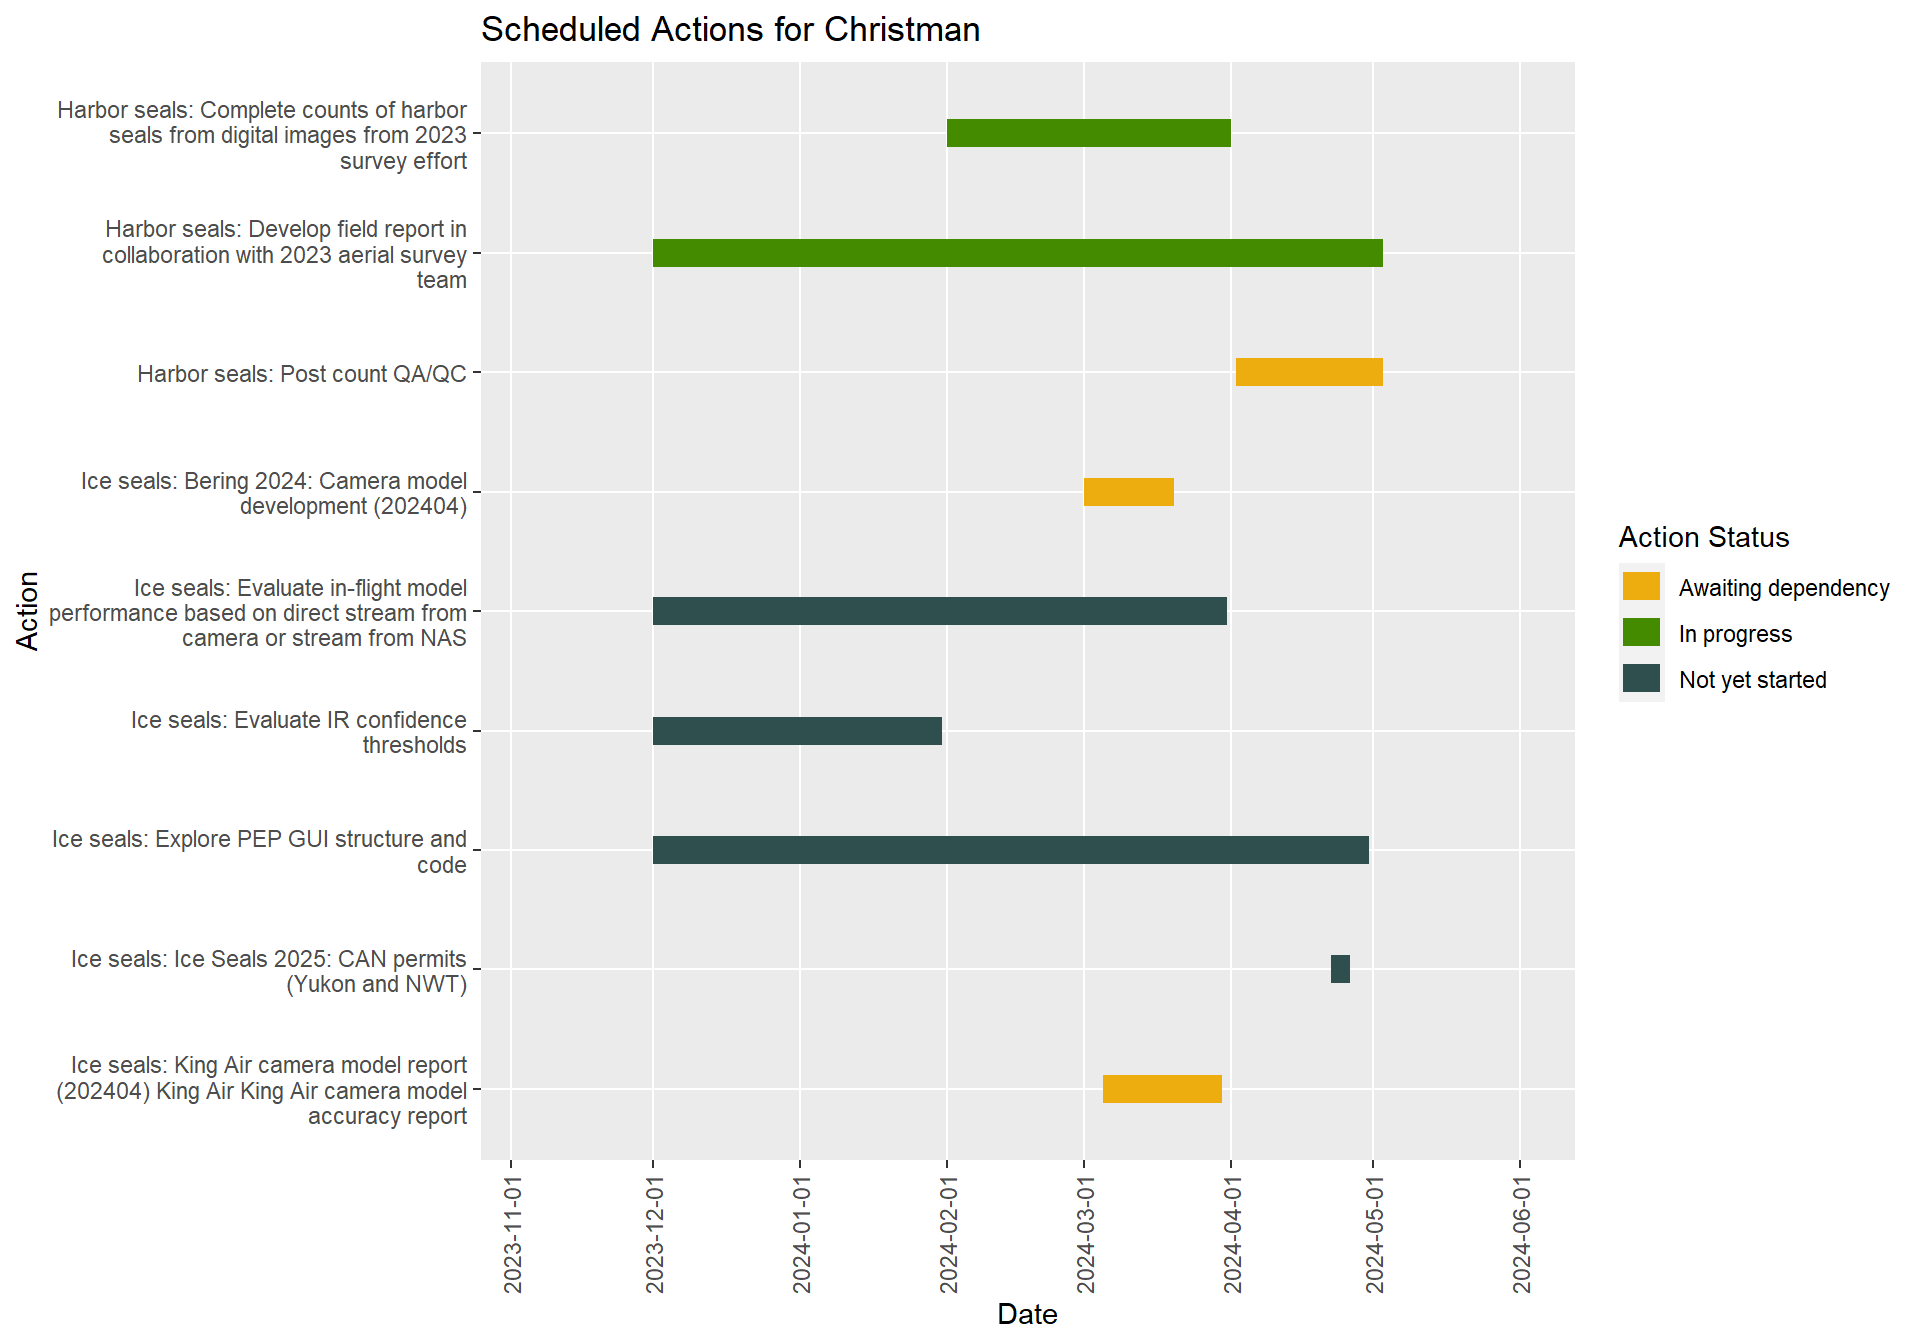 Scheduled Actions for Christman
Harbor seals: Complete counts of harbor
seals from digital images from 2023
survey effort
Harbor seals: Develop field report in
collaboration with 2023 aerial survey
team
Harbor seals: Post count QA/QC
Ice seals: Bering 2024: Camera model
development (202404)
Ice seals: Evaluate in-flight model
performance based on direct stream from
camera or stream from NAS
Ice seals: Evaluate IR confidence
thresholds
Ice seals: Explore PEP GUI structure and
code
Ice seals: Ice Seals 2025: CAN permits
(Yukon and NWT)
Ice seals: King Air camera model report
(202404) King Air King Air camera model
accuracy report
Action
2023-11-01
2023-12-01
2024-01-01
2024-02-01
2024-03-01
2024-04-01
2024-05-01
2024-06-01
Date
Action Status
Awaiting dependency
In progress
Not yet started